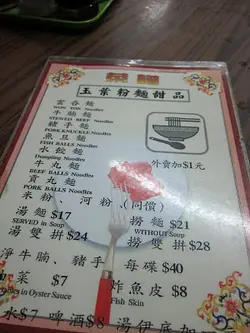 菜譜
玉葉粉麵甜品
雲吞麵
WON TON Noodles
牛腩麵
STEWED BEEF Noodles
豬手麵
PORK KNUCKLE Noodles
魚旦麵
FISH BALLS Noodles
水餃麵
Dumpling Noodles
牛丸麵
BEEF BALLS Noodles
貢丸麵
PORK BALLS Noodles
外賣加$1元
米粉 河粉(同價)
湯麵$17 撈麵$21
SERVED in Soup WITHOUT Soup
湯雙拼$24 撈雙拼$28
淨牛腩、豬手 每碟$40
菜$7 炸魚皮$8
in Oyster Sauce Fish Skin
水$7 啤酒$8 湯伊底加